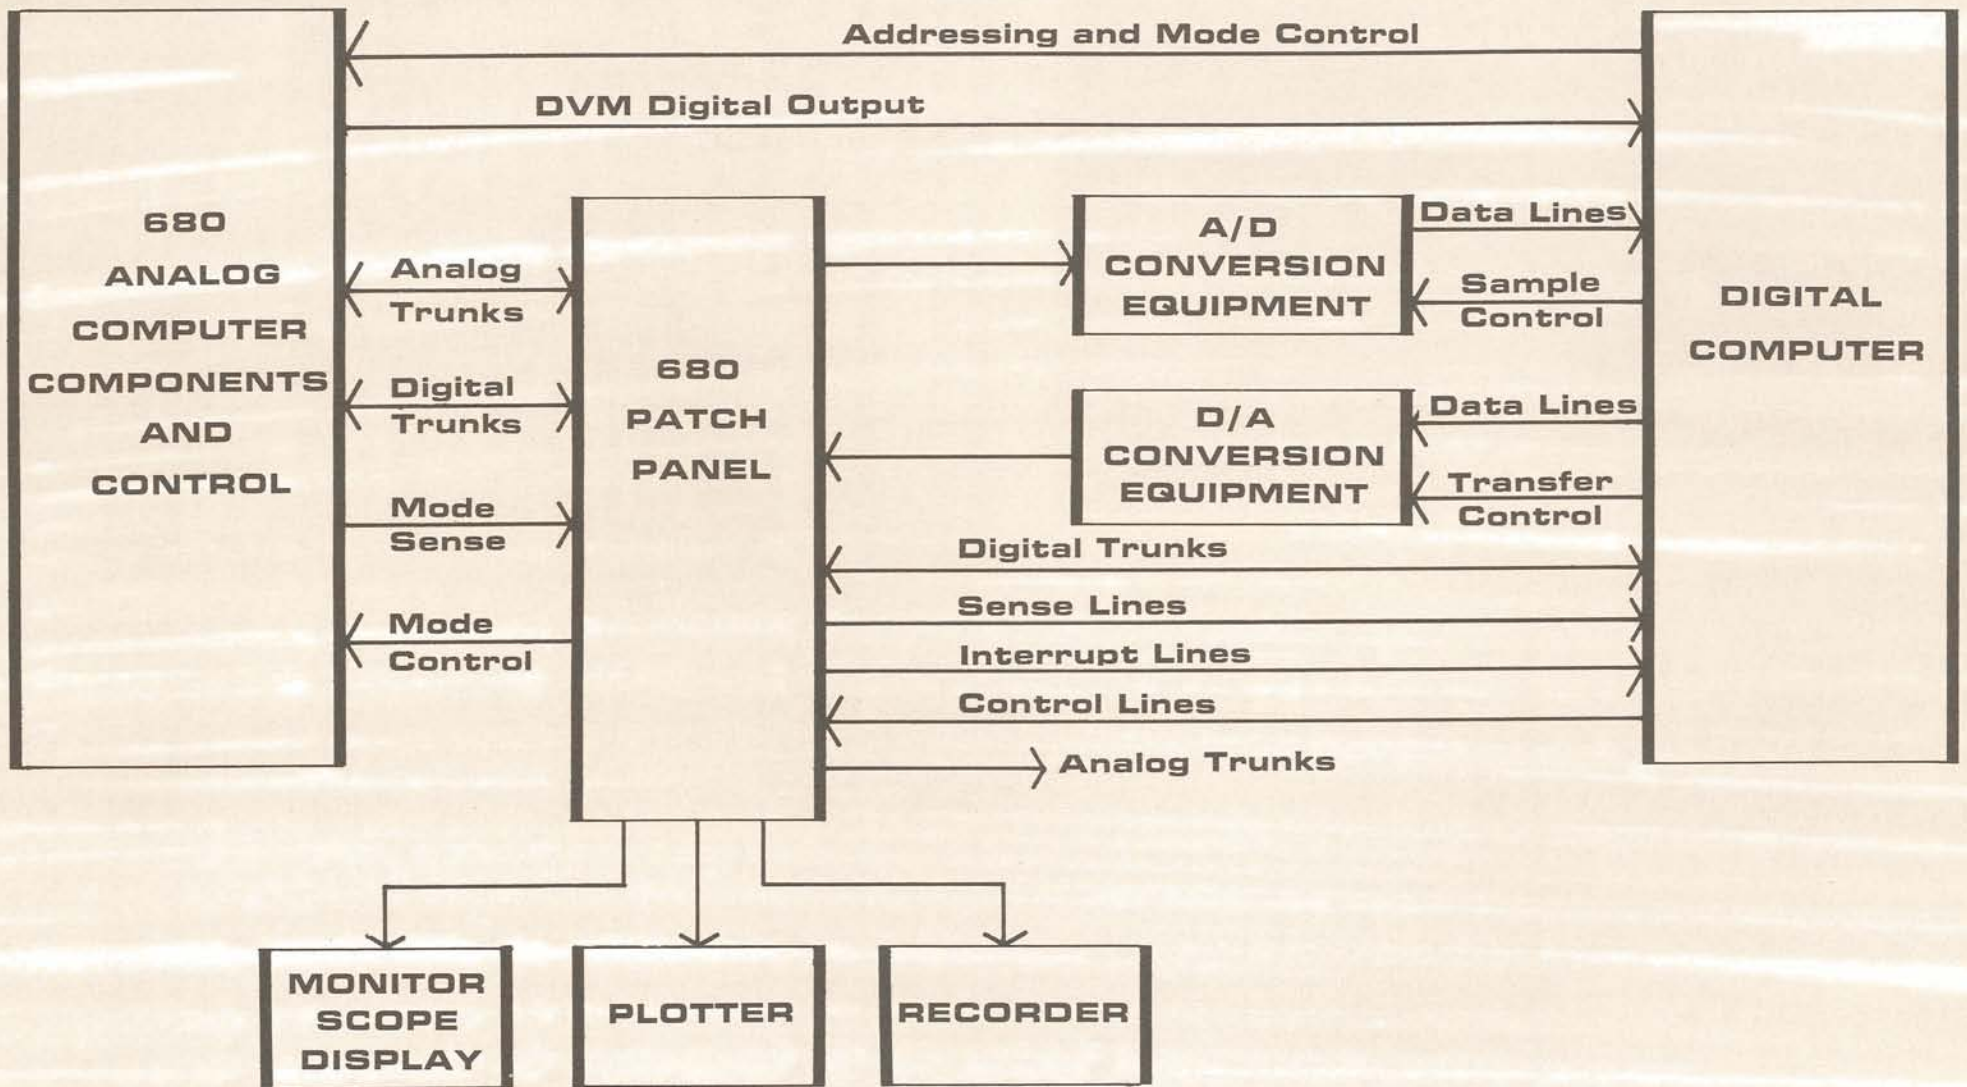 Addressing and Mode Control
DVM Digital Output
680
ANALOG
COMPUTER
COMPONENTS
AND
CONTROL
Analog
Trunks
Digital
Trunks
Mode
Sense
Mode
Control
680
PATCH
PANEL
A/D
CONVERSION
EQUIPMENT
Data Lines
Sample
Control
D/A
CONVERSION
EQUIPMENT
Data Lines
Transfer
Control
DIGITAL
COMPUTER
Digital Trunks
Sense Lines
Interrupt Lines
Control Lines
Analog Trunks
MONITOR
SCOPE
DISPLAY
PLOTTER
RECORDER